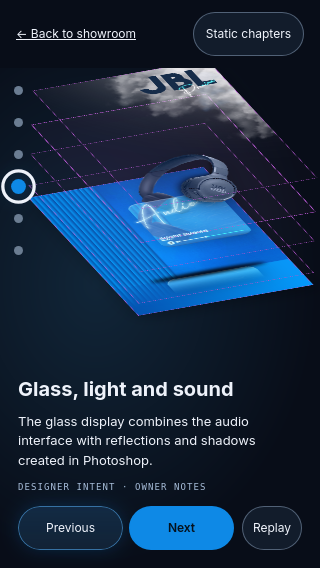 ← Back to showroom
Static chapters
JBL
Audio
Glass, light and sound
The glass display combines the audio
interface with reflections and shadows
created in Photoshop.
DESIGNER INTENT · OWNER NOTES
Previous
Next
Replay